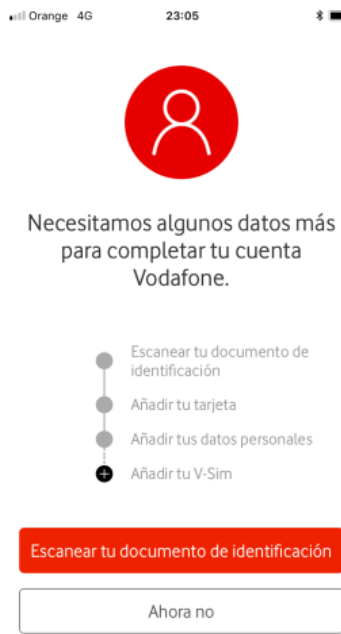 Orange 4G 23:05
Necesitamos algunos datos más
para completar tu cuenta
Vodafone.
Escanear tu documento de
identificación
Añadir tu tarjeta
Añadir tus datos personales
Añadir tu V-Sim
Escanear tu documento de identificación
Ahora no